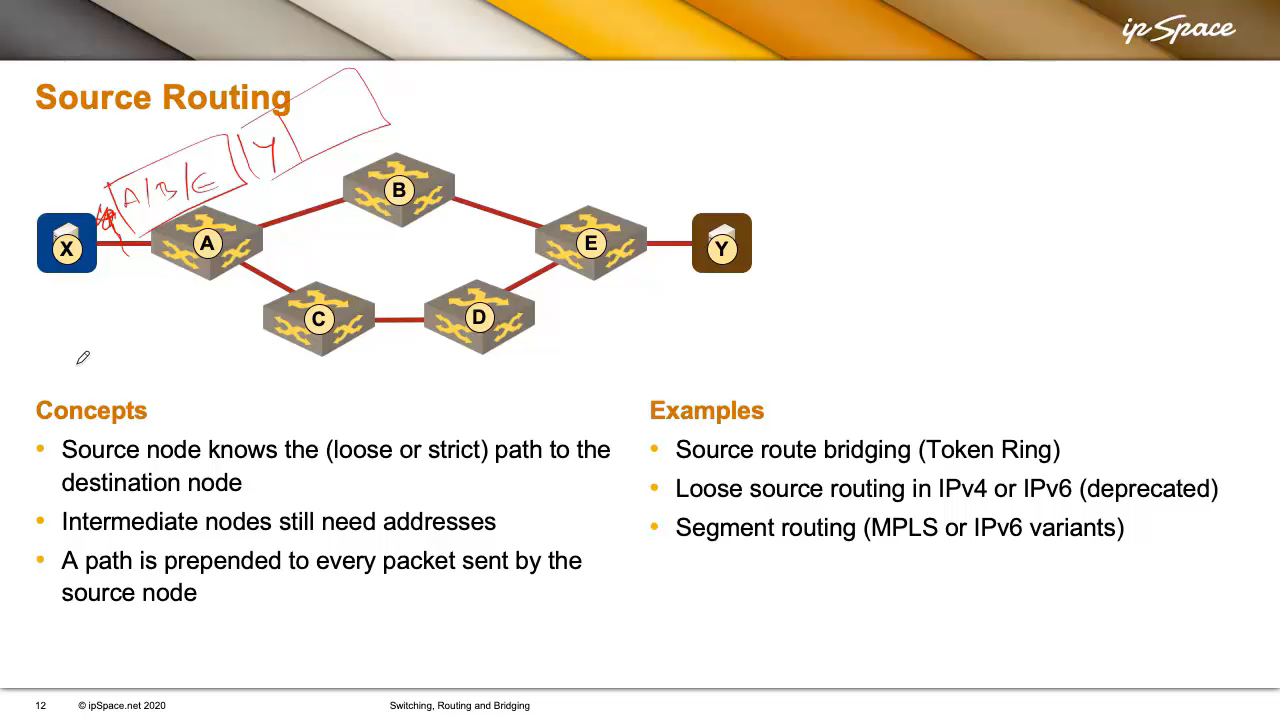 ipSpace
Source Routing
A/B/E
Y
B
X
A
E
Y
C
D
Concepts
• Source node knows the (loose or strict) path to the
destination node
• Intermediate nodes still need addresses
• A path is prepended to every packet sent by the
source node
Examples
• Source route bridging (Token Ring)
• Loose source routing in IPv4 or IPv6 (deprecated)
• Segment routing (MPLS or IPv6 variants)
12 © ipSpace.net 2020 Switching, Routing and Bridging